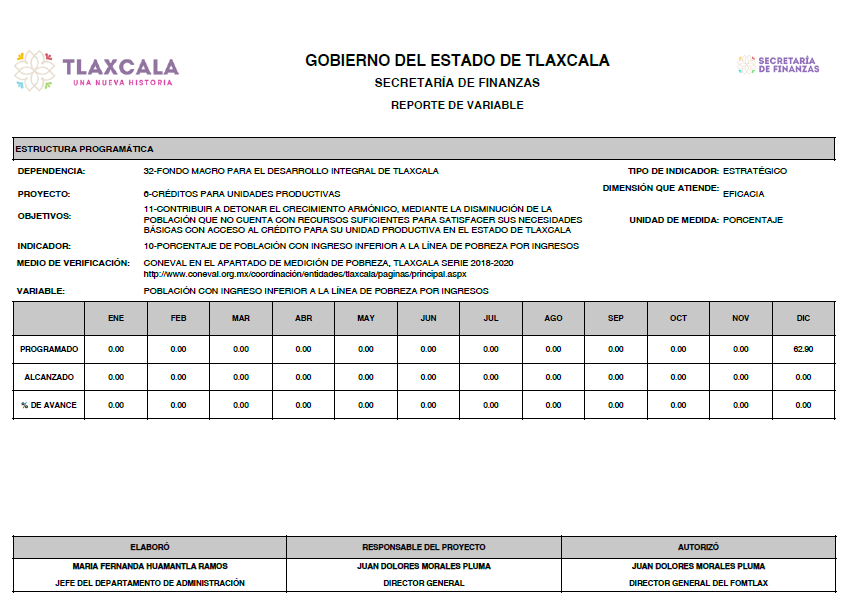 TLAXCALA
UNA NUEVA HISTORIA
GOBIERNO DEL ESTADO DE TLAXCALA
SECRETARÍA DE FINANZAS
REPORTE DE VARIABLE
SECRETARÍA
DE FINANZAS
ESTRUCTURA PROGRAMÁTICA
DEPENDENCIA: 32-FONDO MACRO PARA EL DESARROLLO INTEGRAL DE TLAXCALA TIPO DE INDICADOR: ESTRATÉGICO
PROYECTO: 6-CRÉDITOS PARA UNIDADES PRODUCTIVAS DIMENSIÓN QUE ATIENDE: EFICACIA
OBJETIVOS: 11-CONTRIBUIR A DETONAR EL CRECIMIENTO ARMÓNICO, MEDIANTE LA DISMINUCIÓN DE LA
POBLACIÓN QUE NO CUENTA CON RECURSOS SUFICIENTES PARA SATISFACER SUS NECESIDADES UNIDAD DE MEDIDA: PORCENTAJE
BÁSICAS CON ACCESO AL CRÉDITO PARA SU UNIDAD PRODUCTIVA EN EL ESTADO DE TLAXCALA
INDICADOR: 10-PORCENTAJE DE POBLACIÓN CON INGRESO INFERIOR A LA LÍNEA DE POBREZA POR INGRESOS
MEDIO DE VERIFICACIÓN: CONEVAL EN EL APARTADO DE MEDICIÓN DE POBREZA, TLAXCALA SERIE 2018-2020
http://www.coneval.org.mx/coordinación/entidades/tlaxcala/paginas/principal.aspx
VARIABLE: POBLACIÓN CON INGRESO INFERIOR A LA LÍNEA DE POBREZA POR INGRESOS
ENE FEB MAR ABR MAY JUN JUL AGO SEP OCT NOV DIC
PROGRAMADO 0.00 0.00 0.00 0.00 0.00 0.00 0.00 0.00 0.00 0.00 0.00 62.90
ALCANZADO 0.00 0.00 0.00 0.00 0.00 0.00 0.00 0.00 0.00 0.00 0.00 0.00
% DE AVANCE 0.00 0.00 0.00 0.00 0.00 0.00 0.00 0.00 0.00 0.00 0.00 0.00
ELABORÓ RESPONSABLE DEL PROYECTO AUTORIZÓ
MARIA FERNANDA HUAMANTLA RAMOS JUAN DOLORES MORALES PLUMA JUAN DOLORES MORALES PLUMA
JEFE DEL DEPARTAMENTO DE ADMINISTRACIÓN DIRECTOR GENERAL DIRECTOR GENERAL DEL FOMTLAX